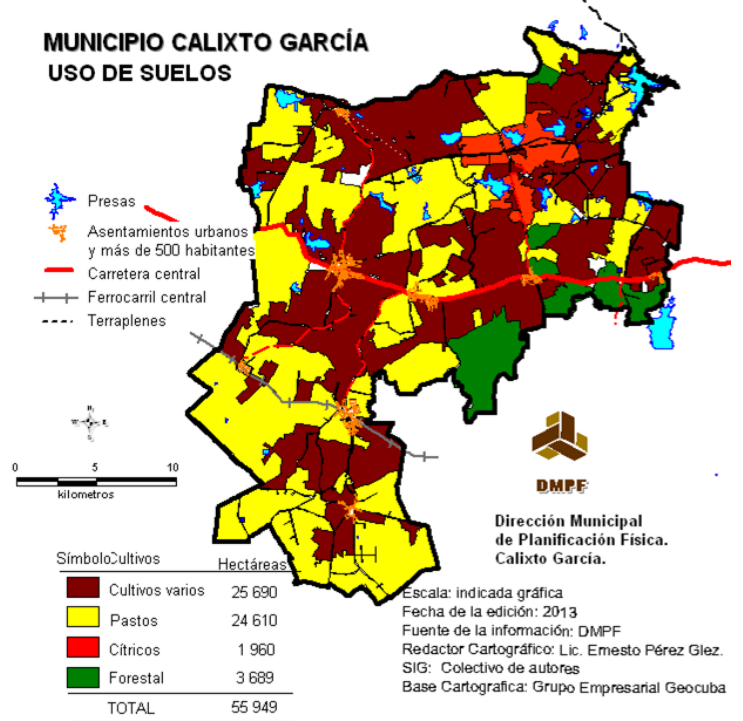 MUNICIPIO CALIXTO GARCÍA
USO DE SUELOS
Presas
Asentamientos urbanos
y más de 500 habitantes
Carretera central
Ferrocarril central
Terraplenes
N
W E
S
0 5 10
kilometros
DMPF
Dirección Municipal
de Planificación Física.
Calixto García.
Símbolo Cultivos Hectáreas
Cultivos varios 25 690
Pastos 24 610
Cítricos 1 960
Forestal 3 689
TOTAL 55 949
Escala: indicada gráfica
Fecha de la edición: 2013
Fuente de la información: DMPF
Redactor Cartográfico: Lic. Ernesto Pérez Glez.
SIG: Colectivo de autores
Base Cartografica: Grupo Empresarial Geocuba